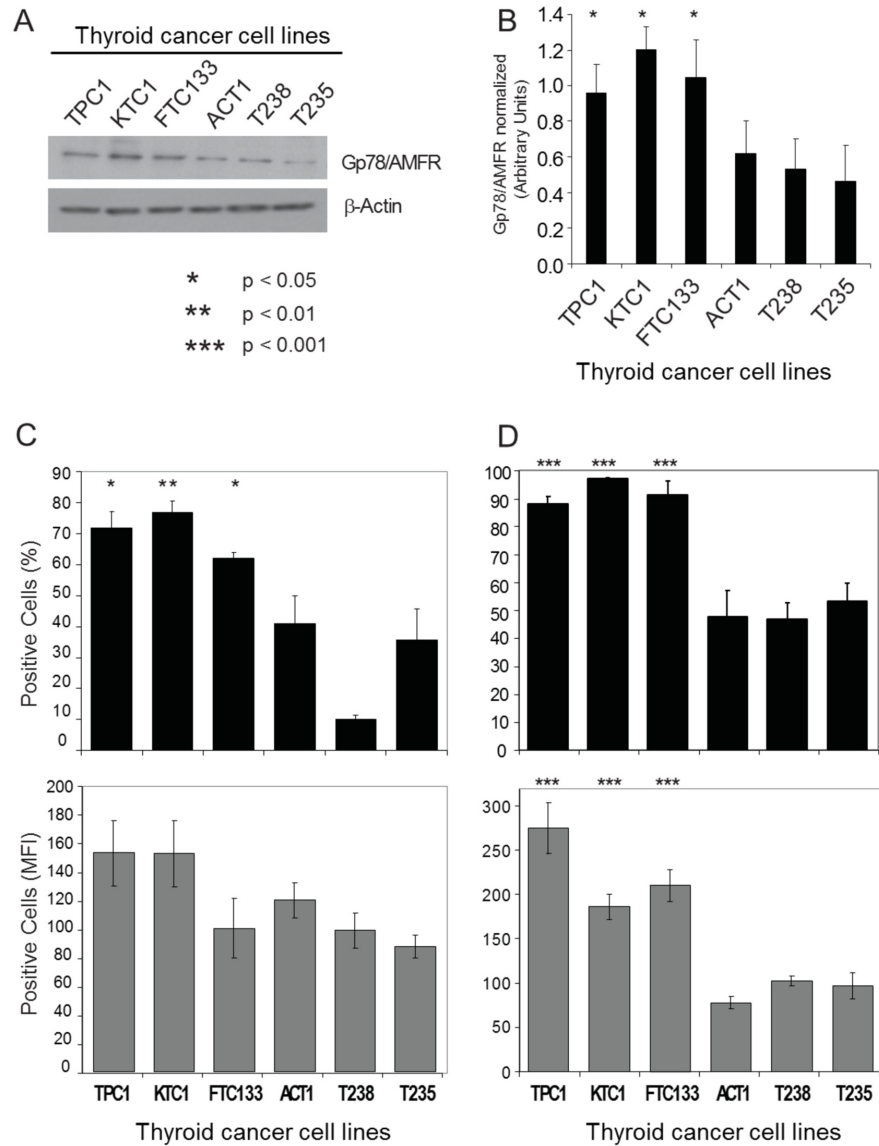 A
Thyroid cancer cell lines
TPC1 KTC1 FTC133 ACT1 T238 T235
Gp78/AMFR
β-Actin
* p < 0.05
** p < 0.01
*** p < 0.001
B
Gp78/AMFR normalized
(Arbitrary Units)
* * *
1.4
1.2
1.0
0.8
0.6
0.4
0.2
0.0
TPC1 KTC1 FTC133 ACT1 T238 T235
Thyroid cancer cell lines
C
Positive Cells (%)
* ** *
90
80
70
60
50
40
30
20
10
0
Positive Cells (MFI)
200
180
160
140
120
100
80
60
40
20
0
TPC1 KTC1 FTC133 ACT1 T238 T235
Thyroid cancer cell lines
D
*** *** ***
Positive Cells (%)
100
90
80
70
60
50
40
30
20
10
0
*** *** ***
Positive Cells (MFI)
300
250
200
150
100
50
0
TPC1 KTC1 FTC133 ACT1 T238 T235
Thyroid cancer cell lines